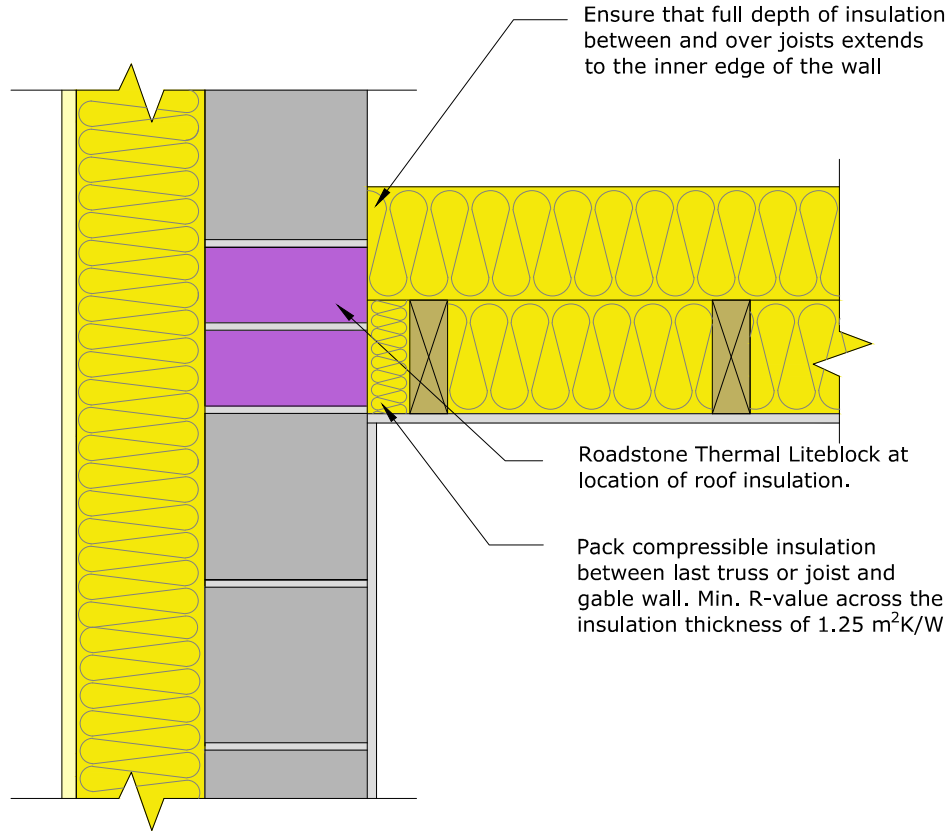 Ensure that full depth of insulation
between and over joists extends
to the inner edge of the wall
Roadstone Thermal Liteblock at
location of roof insulation.
Pack compressible insulation
between last truss or joist and
gable wall. Min. R-value across the
insulation thickness of 1.25 m²K/W